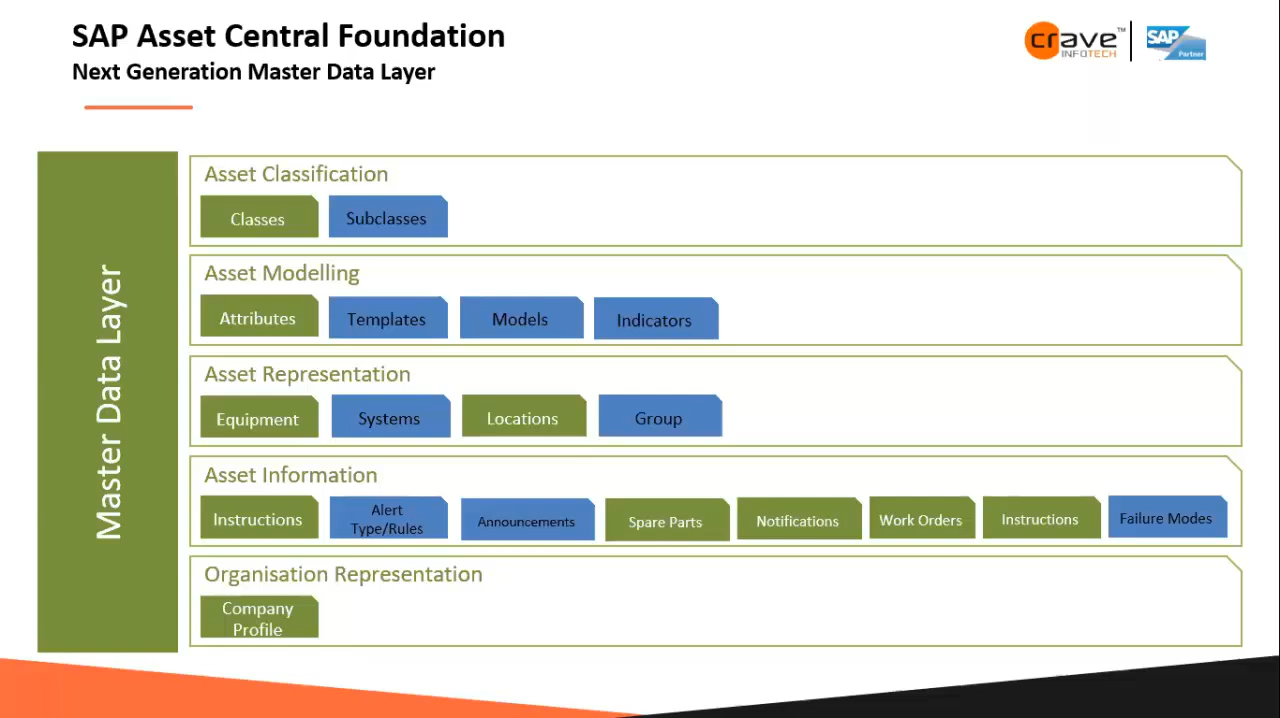 SAP Asset Central Foundation
Next Generation Master Data Layer
crave™
INFOTECH
SAP
Partner
Master Data Layer
Asset Classification
Classes
Subclasses
Asset Modelling
Attributes
Templates
Models
Indicators
Asset Representation
Equipment
Systems
Locations
Group
Asset Information
Instructions
Alert
Type/Rules
Announcements
Spare Parts
Notifications
Work Orders
Instructions
Failure Modes
Organisation Representation
Company
Profile